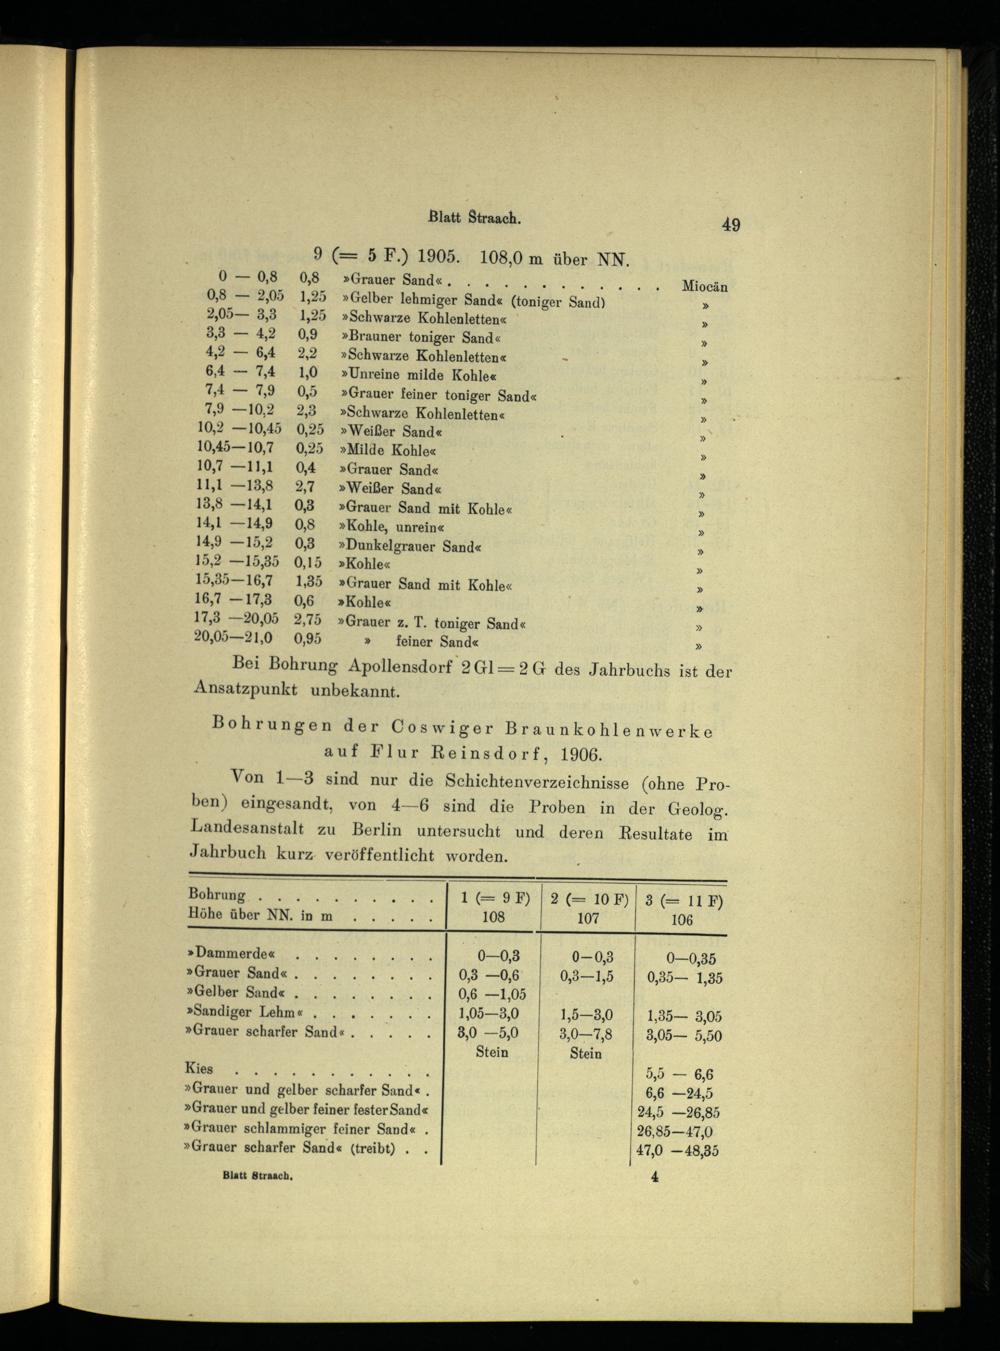 Blatt Straach. 49
9 (= 5 F.) 1905. 108,0 m über NN.
0 — 0,8 0,8 »Grauer Sand« . . . . . . . . . . . . Miocän
0,8 — 2,05 1,25 »Gelber lehmiger Sand« (toniger Sand) »
2,05— 3,3 1,25 »Schwarze Kohlenletten« »
3,3 — 4,2 0,9 »Brauner toniger Sand« »
4,2 — 6,4 2,2 »Schwarze Kohlenletten« »
6,4 — 7,4 1,0 »Unreine milde Kohle« »
7,4 — 7,9 0,5 »Grauer feiner toniger Sand« »
7,9 —10,2 2,3 »Schwarze Kohlenletten« »
10,2 —10,45 0,25 »Weißer Sand« »
10,45—10,7 0,25 »Milde Kohle« »
10,7 —11,1 0,4 »Grauer Sand« »
11,1 —13,8 2,7 »Weißer Sand« »
13,8 —14,1 0,3 »Grauer Sand mit Kohle« »
14,1 —14,9 0,8 »Kohle, unrein« »
14,9 —15,2 0,3 »Dunkelgrauer Sand« »
15,2 —15,35 0,15 »Kohle« »
15,35—16,7 1,35 »Grauer Sand mit Kohle« »
16,7 —17,3 0,6 »Kohle« »
17,3 —20,05 2,75 »Grauer z. T. toniger Sand« »
20,05—21,0 0,95 » feiner Sand« »
Bei Bohrung Apollensdorf 2 Gl = 2 G des Jahrbuchs ist der
Ansatzpunkt unbekannt.
Bohrungen der Coswiger Braunkohlenwerke
auf Flur Reinsdorf, 1906.
Von 1—3 sind nur die Schichtenverzeichnisse (ohne Pro-
ben) eingesandt, von 4—6 sind die Proben in der Geolog.
Landesanstalt zu Berlin untersucht und deren Resultate im
Jahrbuch kurz veröffentlicht worden.
Bohrung . . . . . . . . . . 1 (= 9 F) 2 (= 10 F) 3 (= 11 F)
Höhe über NN. in m . . . . . 108 107 106
»Dammerde« . . . . . . . . 0—0,3 0—0,3 0—0,35
»Grauer Sand« . . . . . . . . 0,3 —0,6 0,3—1,5 0,35— 1,35
»Gelber Sand« . . . . . . . . 0,6 —1,05
»Sandiger Lehm« . . . . . . . 1,05—3,0 1,5—3,0 1,35— 3,05
»Grauer scharfer Sand« . . . . . 3,0 —5,0 3,0—7,8 3,05— 5,50
Stein Stein
Kies . . . . . . . . . . . 5,5 — 6,6
»Grauer und gelber scharfer Sand« . 6,6 —24,5
»Grauer und gelber feiner fester Sand« 24,5 —26,85
»Grauer schlammiger feiner Sand« . 26,85—47,0
»Grauer scharfer Sand« (treibt) . . 47,0 —48,35
Blatt Straach. 4